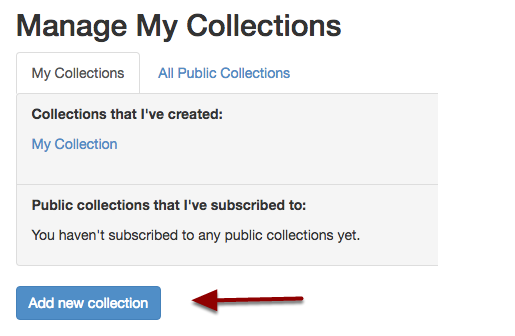 Manage My Collections
My Collections All Public Collections
Collections that I've created:
My Collection
Public collections that I've subscribed to:
You haven't subscribed to any public collections yet.
Add new collection